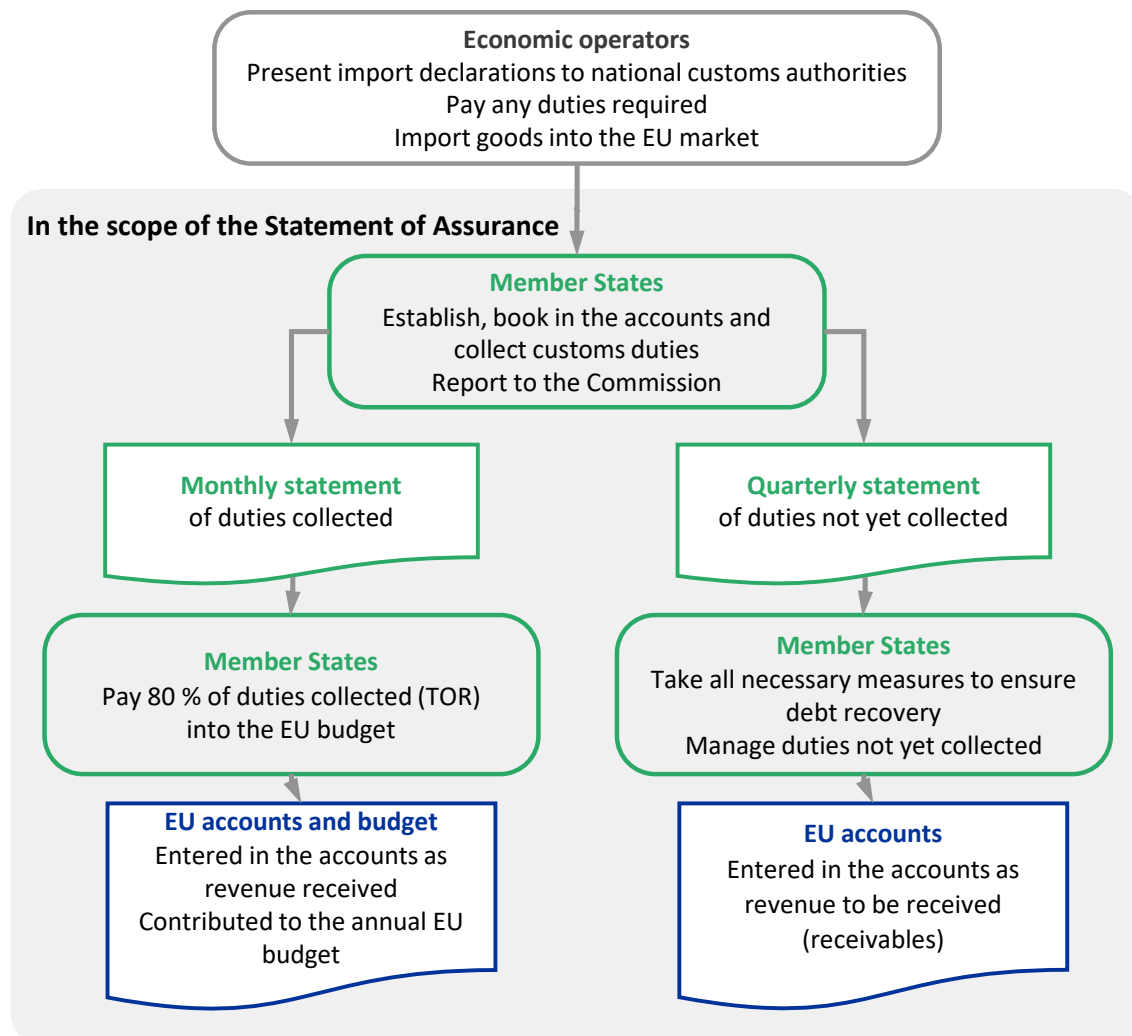 Economic operators
Present import declarations to national customs authorities
Pay any duties required
Import goods into the EU market
In the scope of the Statement of Assurance
Member States
Establish, book in the accounts and
collect customs duties
Report to the Commission
Monthly statement
of duties collected
Quarterly statement
of duties not yet collected
Member States
Pay 80 % of duties collected (TOR)
into the EU budget
Member States
Take all necessary measures to ensure
debt recovery
Manage duties not yet collected
EU accounts and budget
Entered in the accounts as
revenue received
Contributed to the annual EU
budget
EU accounts
Entered in the accounts as
revenue to be received
(receivables)